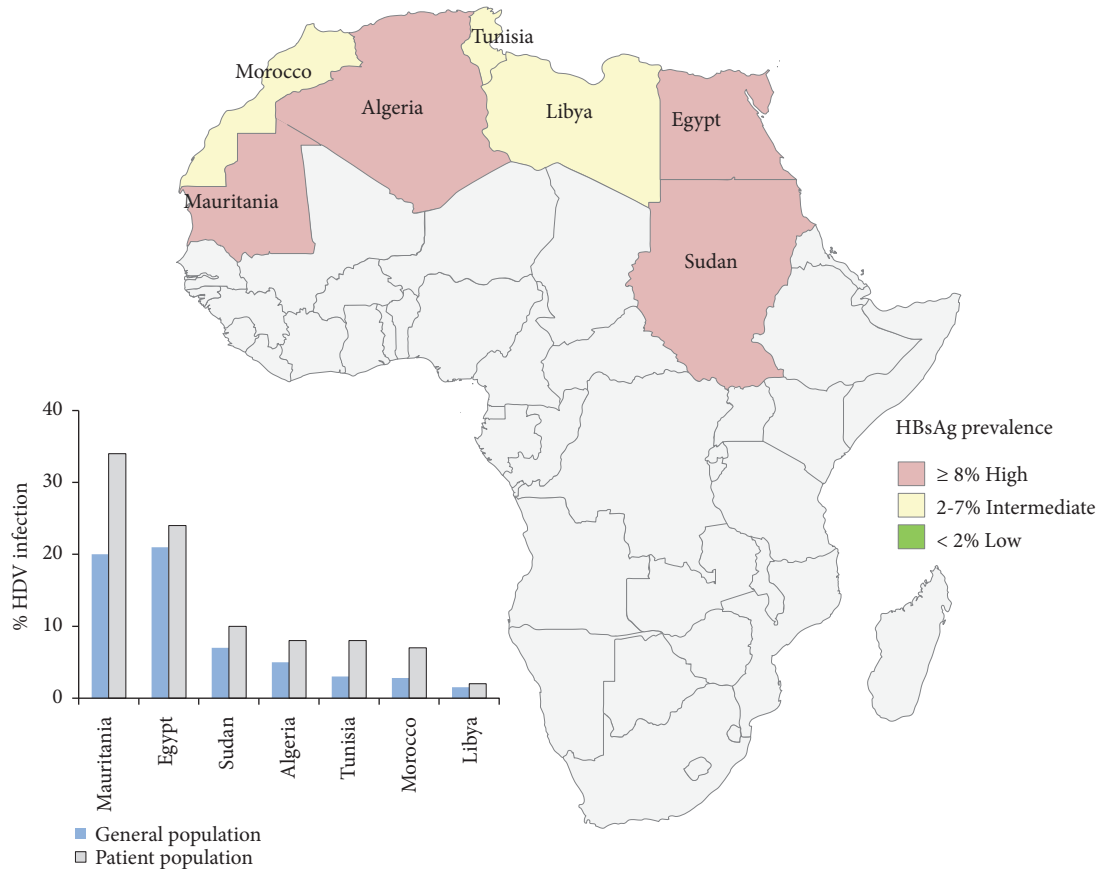 Tunisia
Morocco
Algeria
Libya
Egypt
Mauritania
Sudan
HBsAg prevalence
≥ 8% High
2-7% Intermediate
< 2% Low
% HDV infection
40
30
20
10
0
Mauritania
Egypt
Sudan
Algeria
Tunisia
Morocco
Libya
General population
Patient population